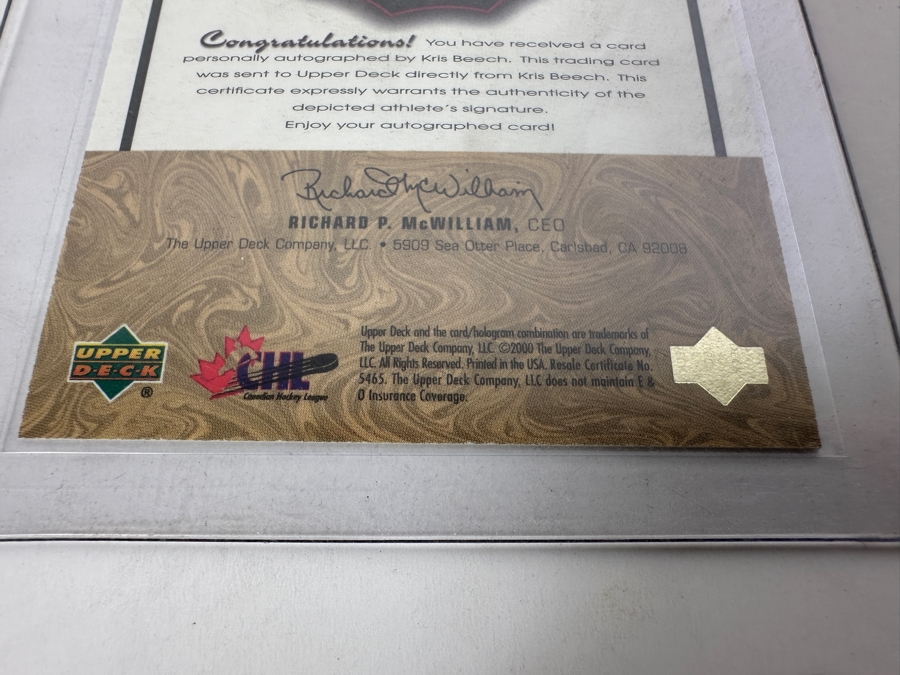 Congratulations! You have received a card
personally autographed by Kris Beech. This trading card
was sent to Upper Deck directly from Kris Beech. This
certificate expressly warrants the authenticity of the
depicted athlete's signature.
Enjoy your autographed card!
Richard McWilliam
RICHARD P. McWILLIAM, CEO
The Upper Deck Company, LLC. • 5909 Sea Otter Place, Carlsbad, CA 92008
UPPER
D·E·C·K
®
CHL
Canadian Hockey League
Upper Deck and the card/hologram combination are trademarks of
The Upper Deck Company, LLC. ©2000 The Upper Deck Company,
LLC. All Rights Reserved. Printed in the USA. Resale Certificate No.
5465. The Upper Deck Company, LLC does not maintain E &
O Insurance Coverage.